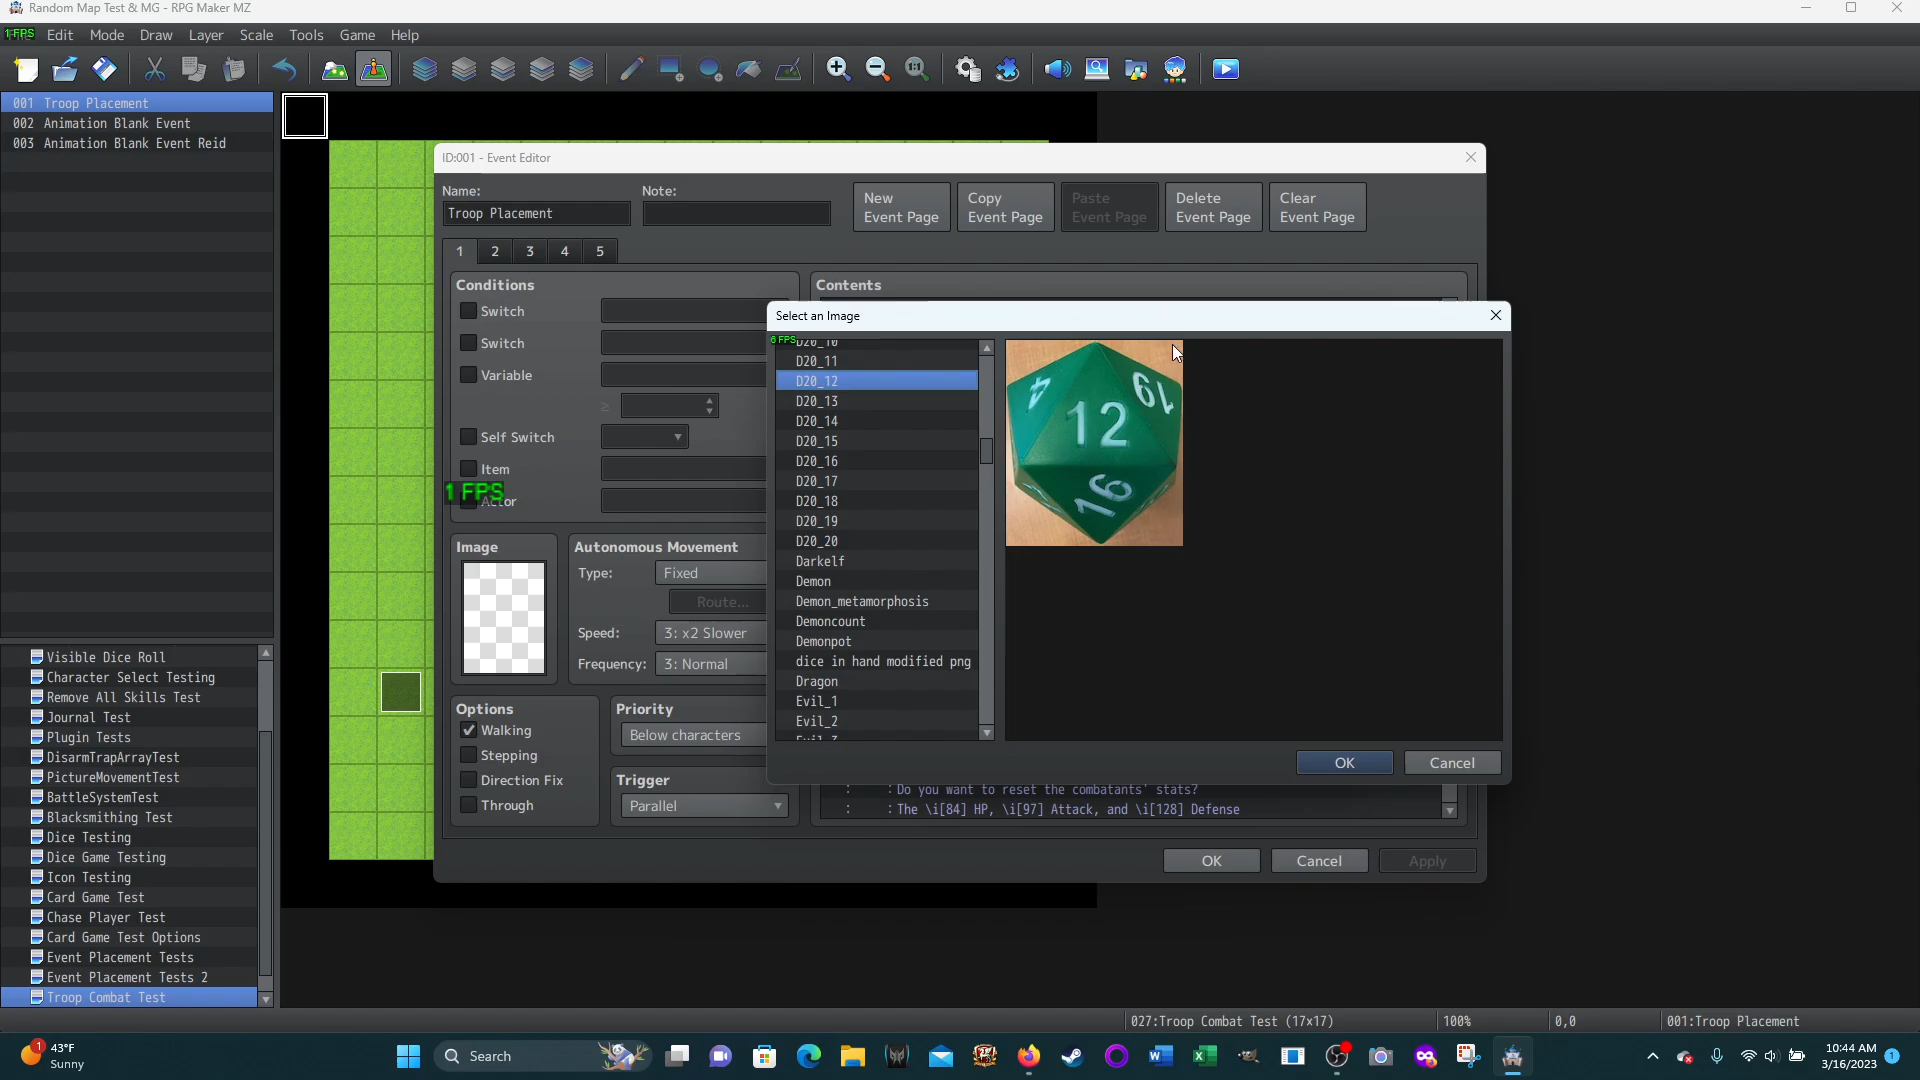 Random Map Test & MG - RPG Maker MZ
1 FPS
Edit Mode Draw Layer Scale Tools Game Help
001 Troop Placement
002 Animation Blank Event
003 Animation Blank Event Reid
ID:001 - Event Editor
Name:
Note:
Troop Placement
New Event Page
Copy Event Page
Paste Event Page
Delete Event Page
Clear Event Page
1 2 3 4 5
Conditions
Switch
Switch
Variable
≥
Self Switch
Item
1 FPS
Actor
Contents
Select an Image
6 FPS
D20_10
D20_11
D20_12
D20_13
D20_14
D20_15
D20_16
D20_17
D20_18
D20_19
D20_20
Darkelf
Demon
Demon_metamorphosis
Demoncount
Demonpot
dice in hand modified png
Dragon
Evil_1
Evil_2
Evil_3
4
12
19
16
OK
Cancel
Image
Autonomous Movement
Type: Fixed
Route...
Speed: 3: x2 Slower
Frequency: 3: Normal
Options
Walking
Stepping
Direction Fix
Through
Priority
Below characters
Trigger
Parallel
: : Do you want to reset the combatants' stats?
: : The \i[84] HP, \i[97] Attack, and \i[128] Defense
OK
Cancel
Apply
Visible Dice Roll
Character Select Testing
Remove All Skills Test
Journal Test
Plugin Tests
DisarmTrapArrayTest
PictureMovementTest
BattleSystemTest
Blacksmithing Test
Dice Testing
Dice Game Testing
Icon Testing
Card Game Test
Chase Player Test
Card Game Test Options
Event Placement Tests
Event Placement Tests 2
Troop Combat Test
027:Troop Combat Test (17x17)
100%
0,0
001:Troop Placement
1
43°F
Sunny
Search
10:44 AM
3/16/2023
1